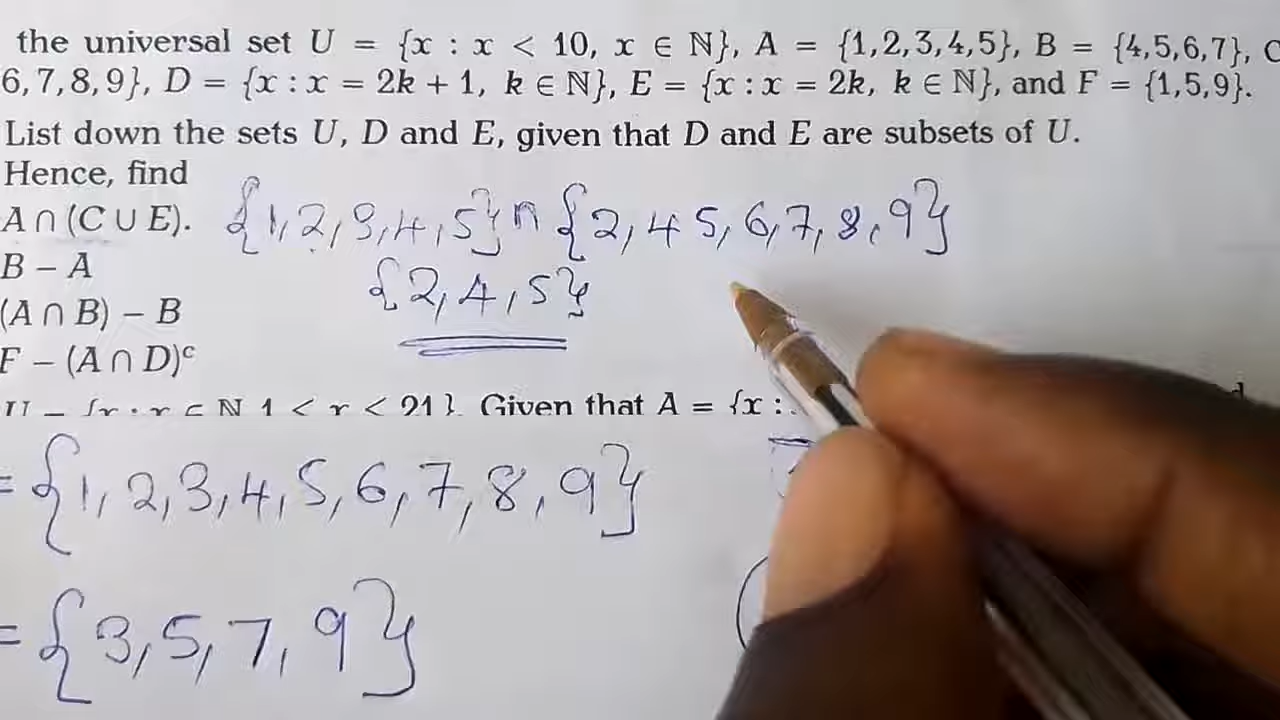 the universal set U = {x : x < 10, x ∈ ℕ}, A = {1,2,3,4,5}, B = {4,5,6,7}, C
6,7,8,9}, D = {x : x = 2k + 1, k ∈ ℕ}, E = {x : x = 2k, k ∈ ℕ}, and F = {1,5,9}.
List down the sets U, D and E, given that D and E are subsets of U.
Hence, find
A ∩ (C ∪ E). {1,2,3,4,5} ∩ {2,4 5,6,7,8,9}
B − A
{2,4,5}
(A ∩ B) − B
F − (A ∩ D)ᶜ
U = {x : x ∈ ℕ 1 < x < 21}. Given that A = {x :
= {1,2,3,4,5,6,7,8,9}
= {3,5,7,9}